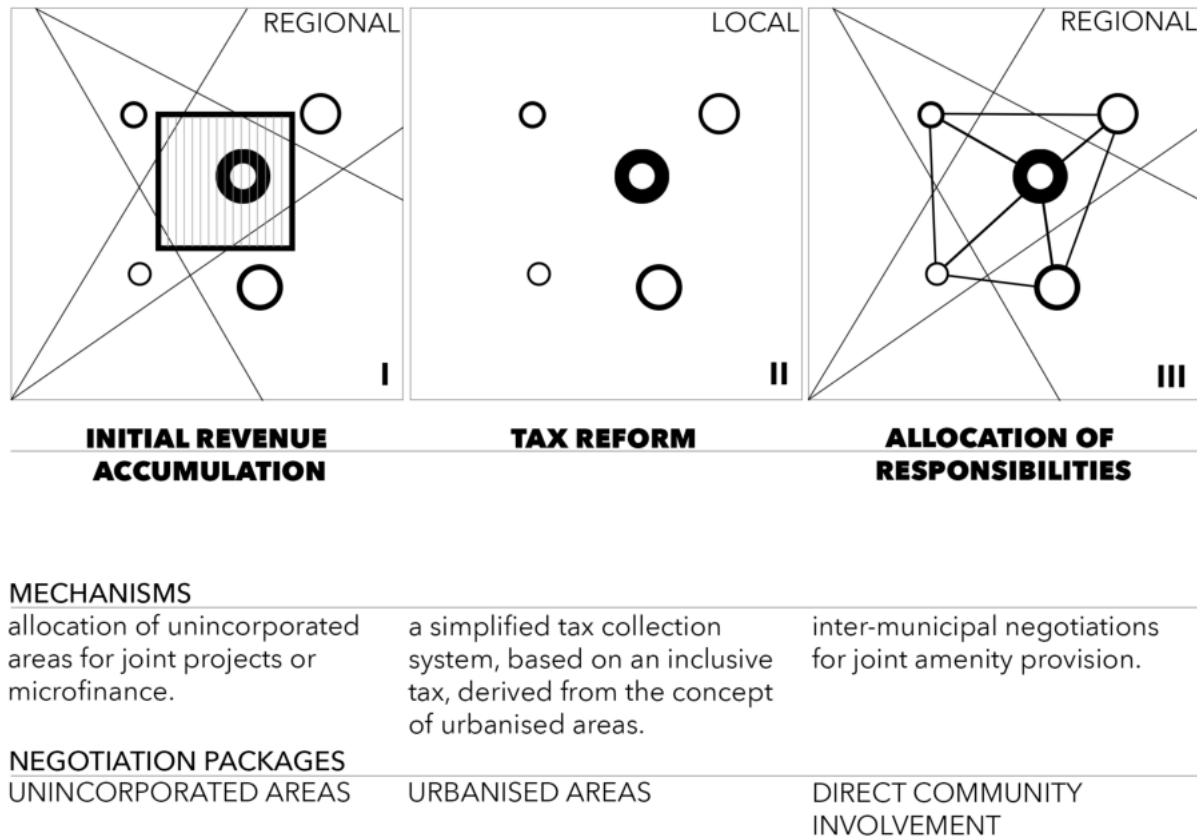 REGIONAL
I
LOCAL
II
REGIONAL
III
INITIAL REVENUE
ACCUMULATION
TAX REFORM
ALLOCATION OF
RESPONSIBILITIES
MECHANISMS
allocation of unincorporated
areas for joint projects or
microfinance.
a simplified tax collection
system, based on an inclusive
tax, derived from the concept
of urbanised areas.
inter-municipal negotiations
for joint amenity provision.
NEGOTIATION PACKAGES
UNINCORPORATED AREAS
URBANISED AREAS
DIRECT COMMUNITY
INVOLVEMENT